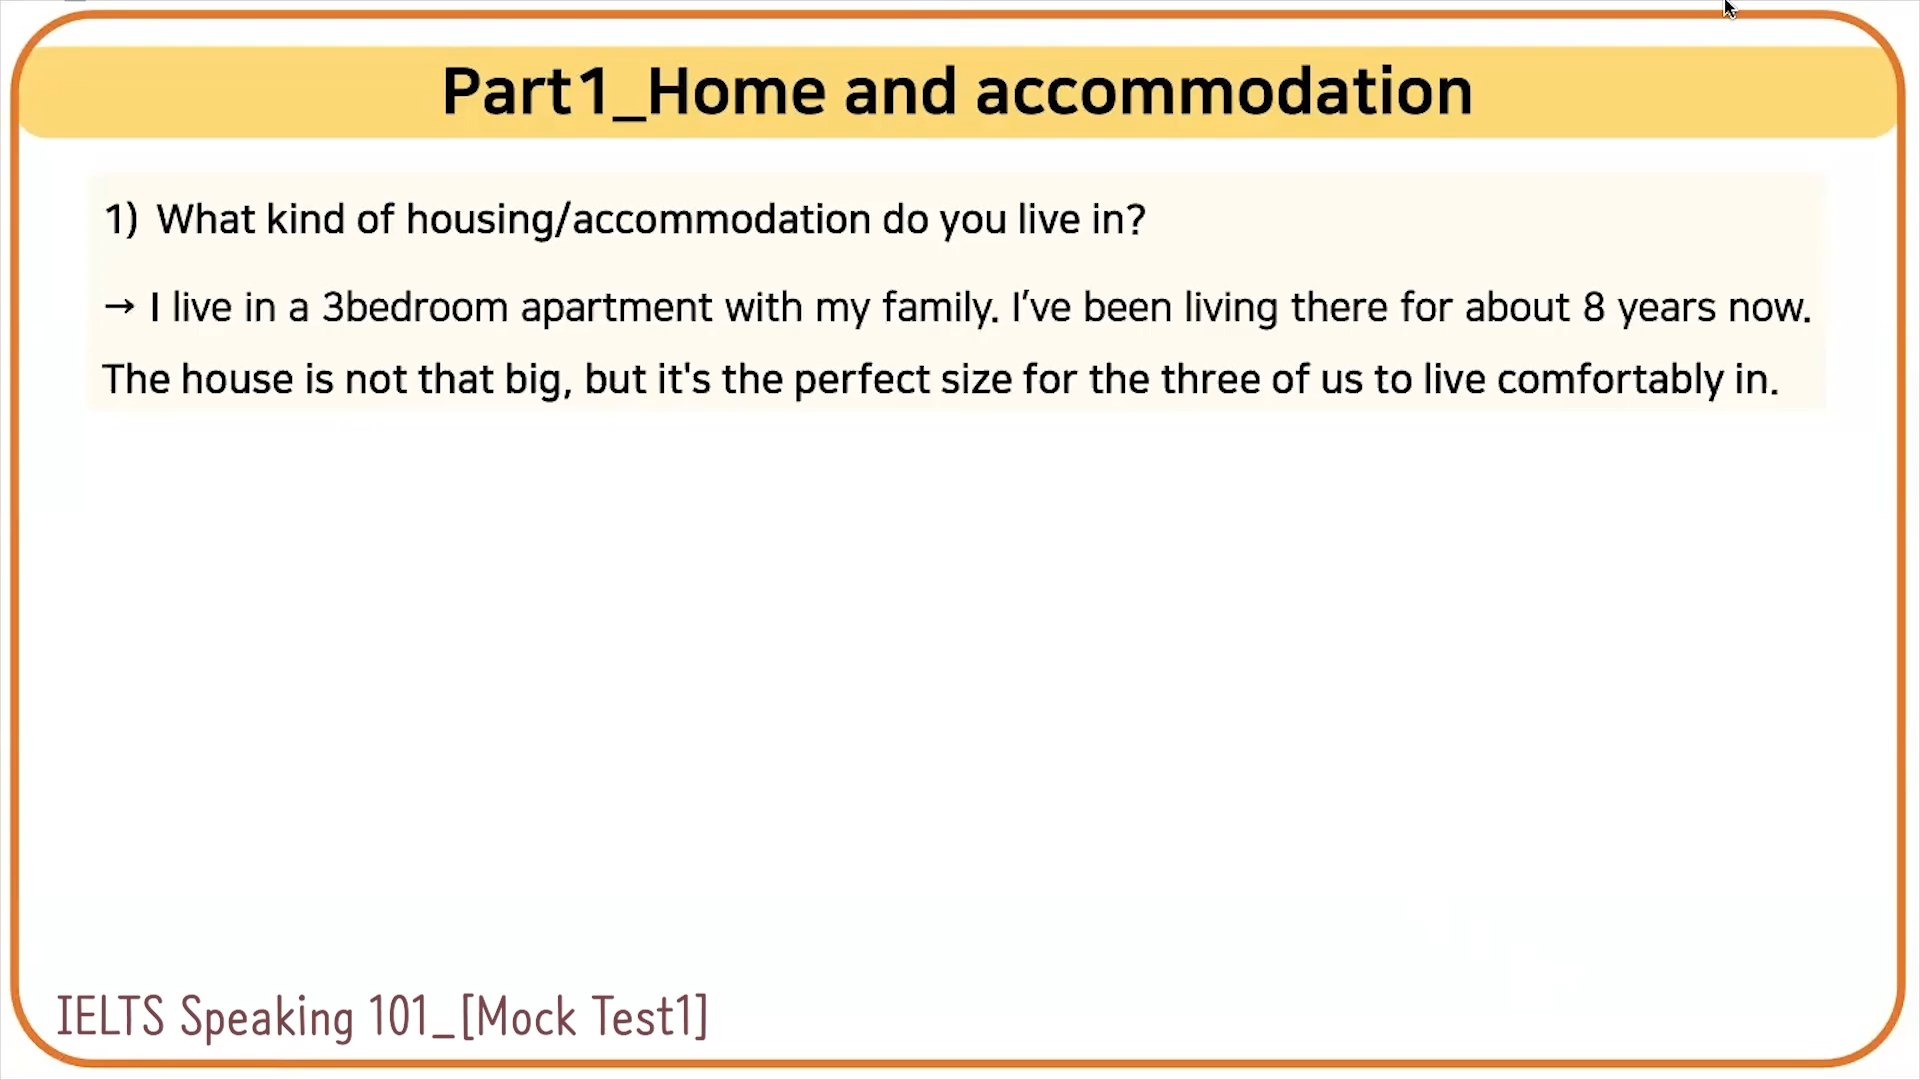 Part1_Home and accommodation
1) What kind of housing/accommodation do you live in?
→ I live in a 3bedroom apartment with my family. I’ve been living there for about 8 years now.
The house is not that big, but it's the perfect size for the three of us to live comfortably in.
IELTS Speaking 101_[Mock Test1]